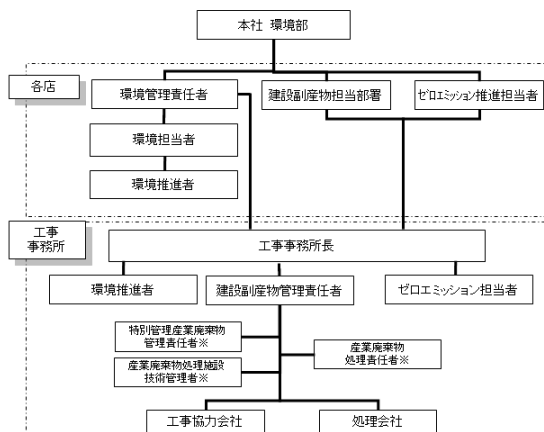 本社 環境部
各店
環境管理責任者
建設副産物担当部署
ゼロエミッション推進担当者
環境担当者
環境推進者
工事
事務所
工事事務所長
環境推進者
建設副産物管理責任者
ゼロエミッション担当者
特別管理産業廃棄物
管理責任者※
産業廃棄物
処理責任者※
産業廃棄物処理施設
技術管理者※
工事協力会社
処理会社